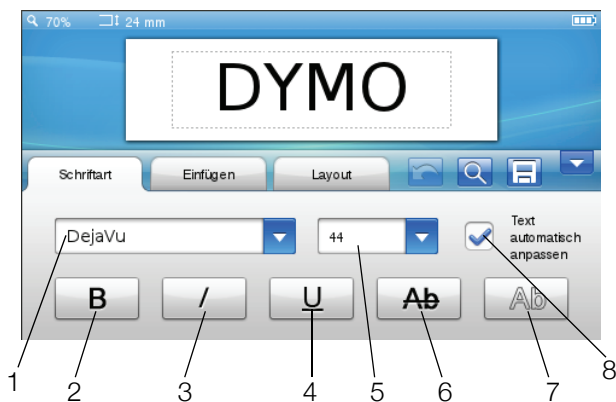 70% 24 mm
DYMO
Schriftart Einfügen Layout
DejaVu 44 Text automatisch anpassen
B / U Ab Ab
1 2 3 4 5 6 7 8